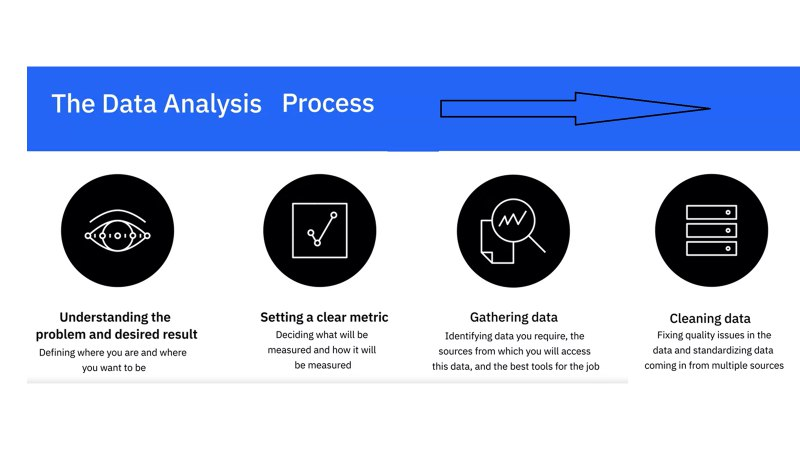 The Data Analysis Process
Understanding the
problem and desired result
Defining where you are and where
you want to be
Setting a clear metric
Deciding what will be
measured and how it will
be measured
Gathering data
Identifying data you require, the
sources from which you will access
this data, and the best tools for the job
Cleaning data
Fixing quality issues in the
data and standardizing data
coming in from multiple sources